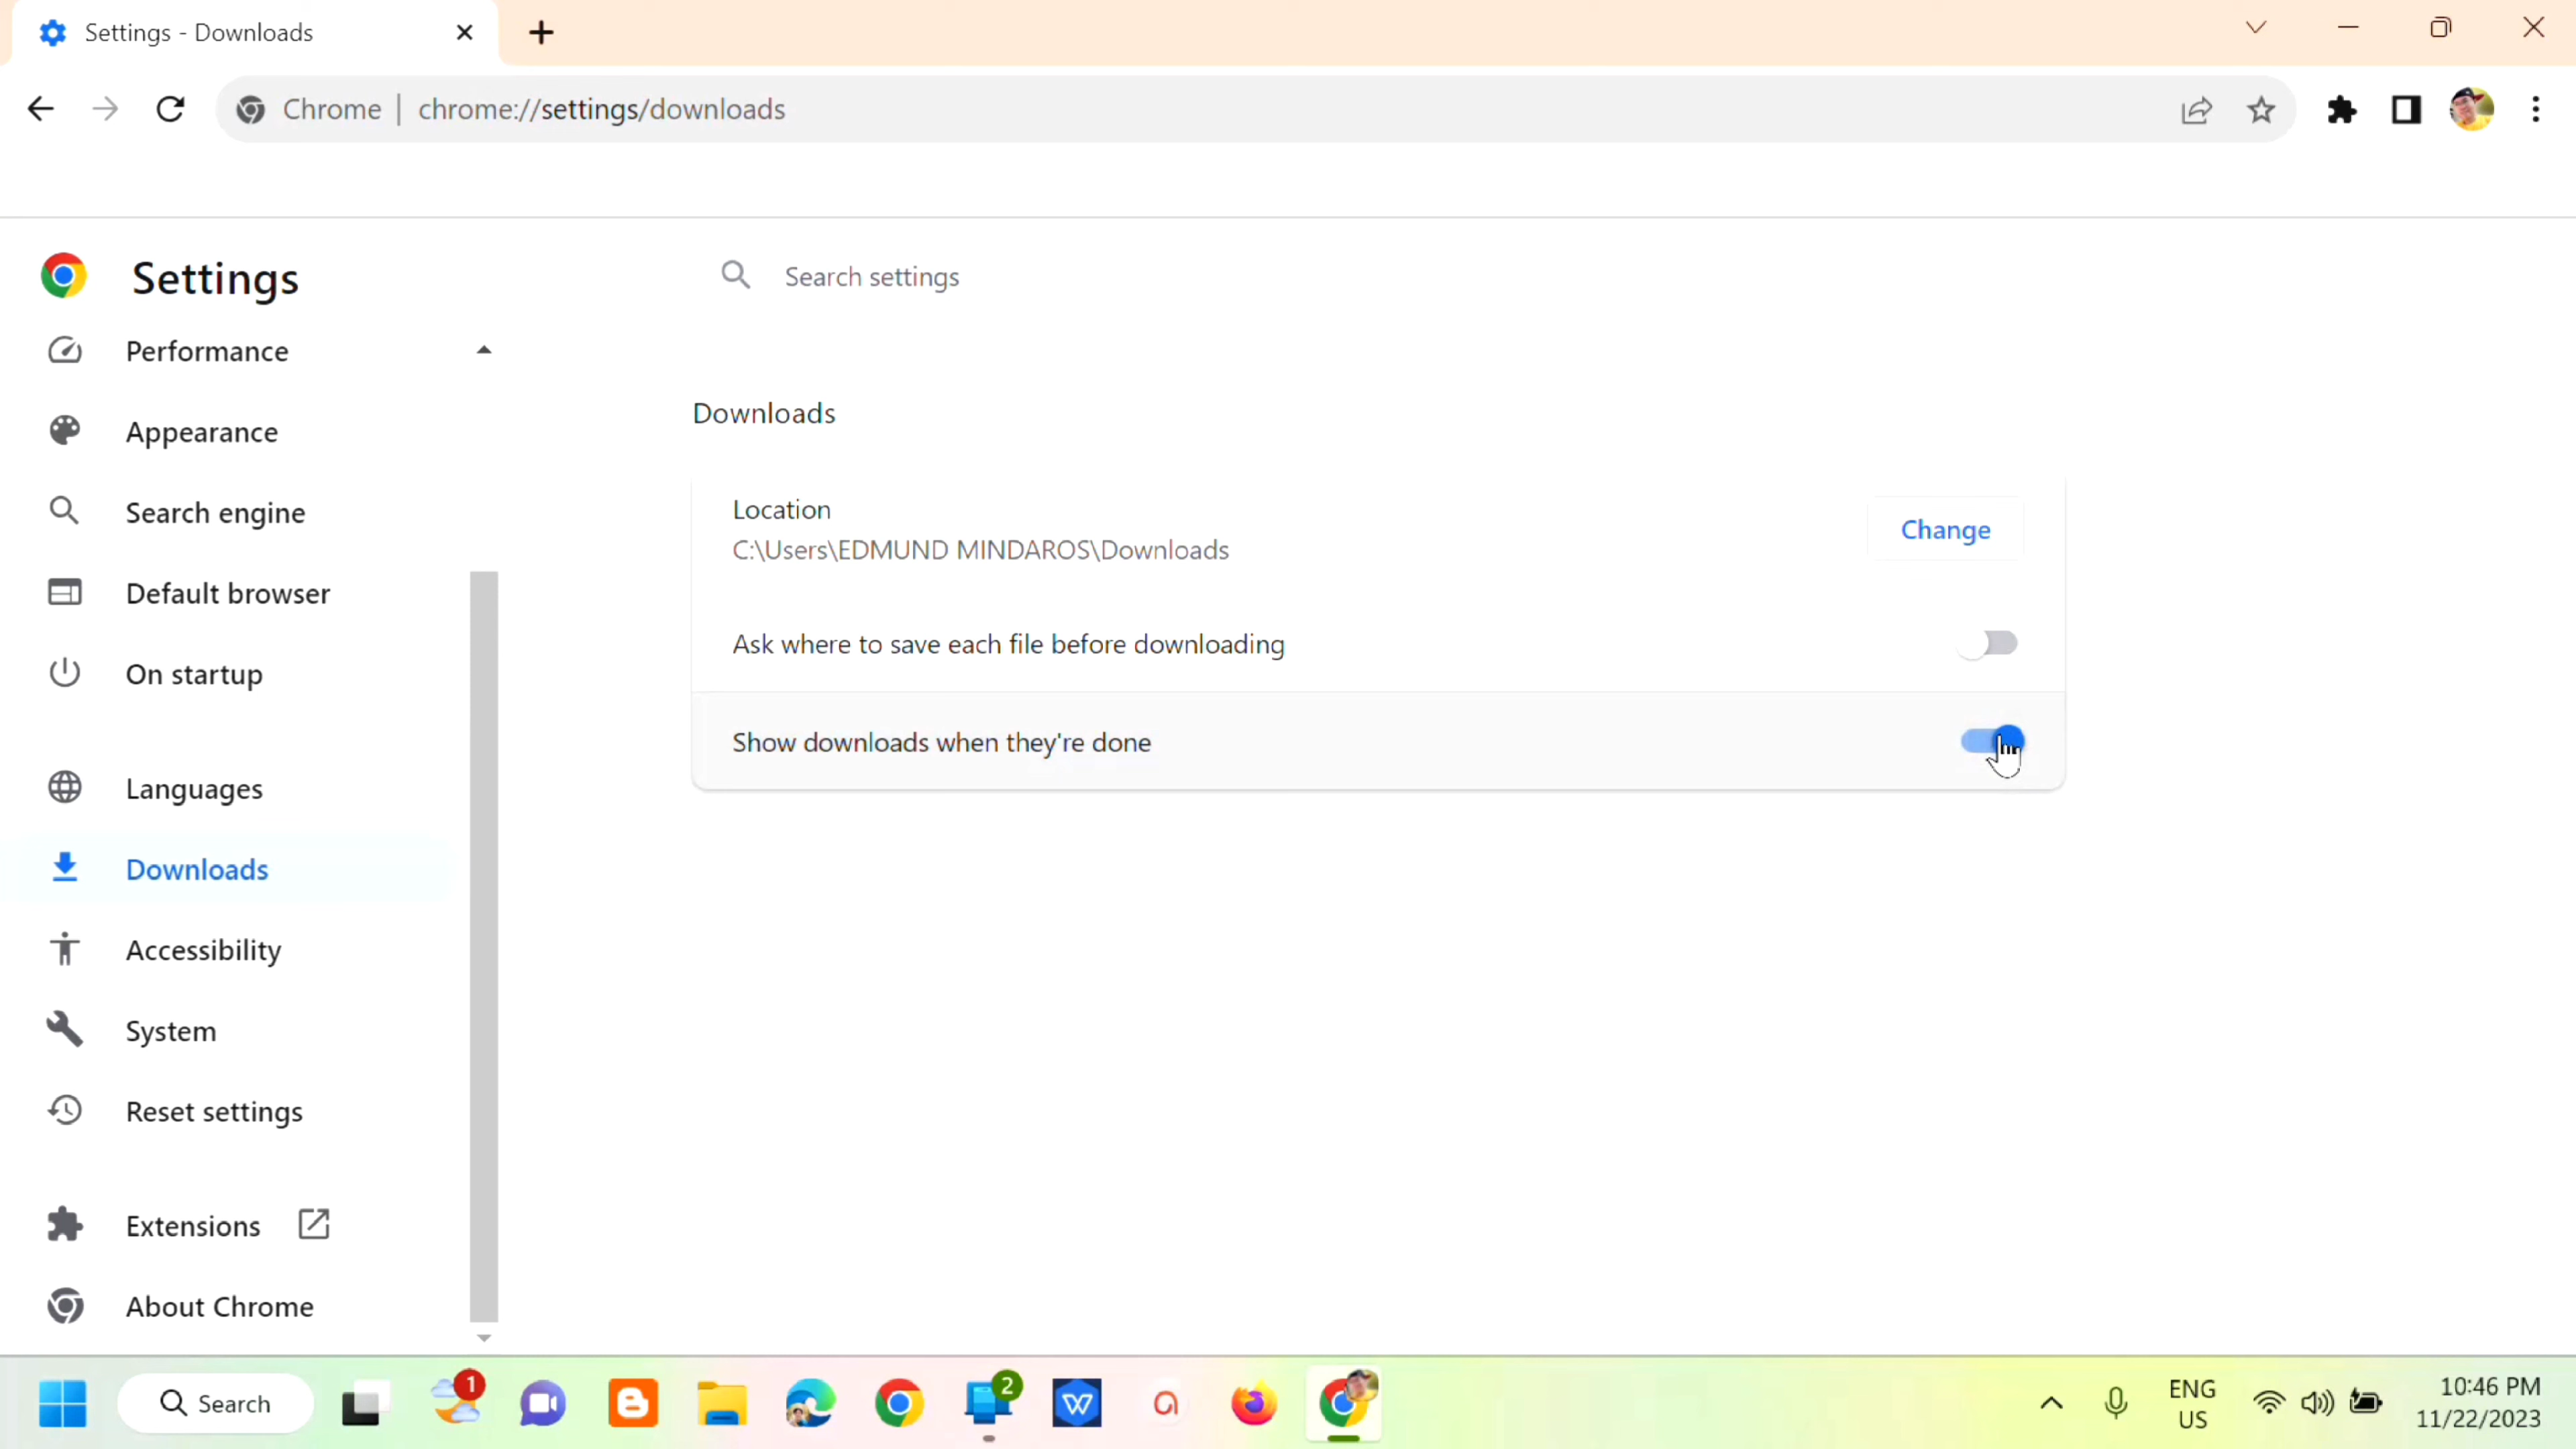 Settings - Downloads
Chrome | chrome://settings/downloads
Settings
Search settings
Performance
Appearance
Search engine
Default browser
On startup
Languages
Downloads
Accessibility
System
Reset settings
Extensions
About Chrome
Downloads
Location
C:\Users\EDMUND MINDAROS\Downloads
Change
Ask where to save each file before downloading
Show downloads when they're done
Search
1
2
ENG
US
10:46 PM
11/22/2023